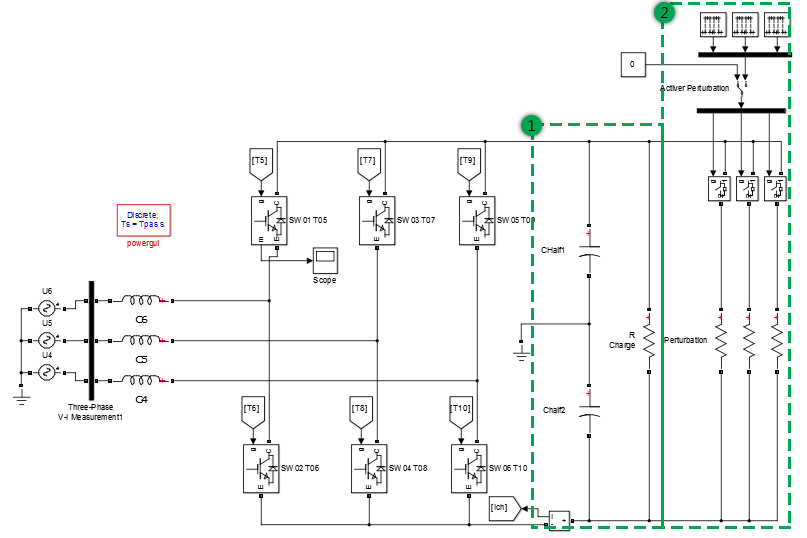 2
0
Activer Perturbation
1
[T5]
[T7]
[T9]
g
C
g
C
g
C
SW 01 T05
SW 03 T07
SW 05 T09
m
E
E
E
Discrete,
Ts = Tpas s.
powergui
Scope
CHalf1
U6
U5
U4
C6
C5
C4
R
Charge
Perturbation
Three-Phase
V-I Measurement1
[T6]
[T8]
[T10]
Chalf2
g
C
g
C
g
C
SW 02 T06
SW 04 T08
SW 06 T10
E
E
E
[Ich]